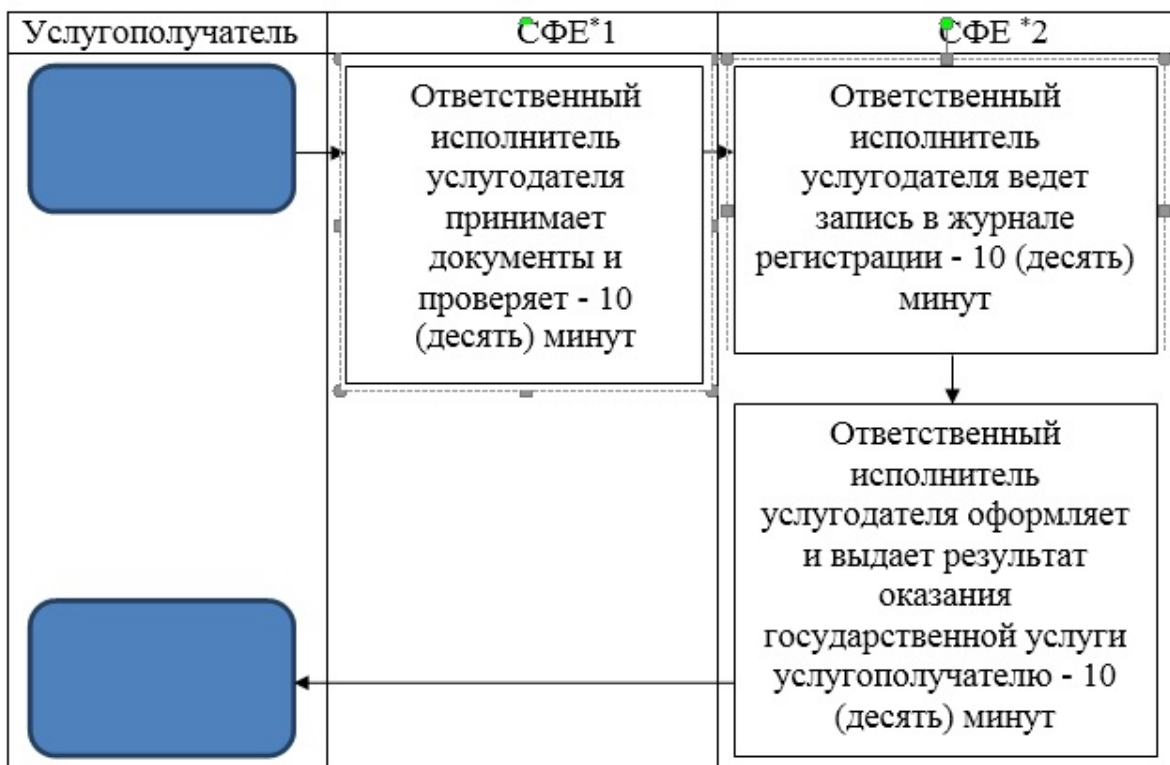 Услугополучатель
СФЕ*1
СФЕ *2
Ответственный
исполнитель
услугодателя
принимает
документы и
проверяет - 10
(десять) минут
Ответственный
исполнитель
услугодателя ведет
запись в журнале
регистрации - 10 (десять)
минут
Ответственный
исполнитель
услугодателя оформляет
и выдает результат
оказания
государственной услуги
услугополучателю - 10
(десять) минут